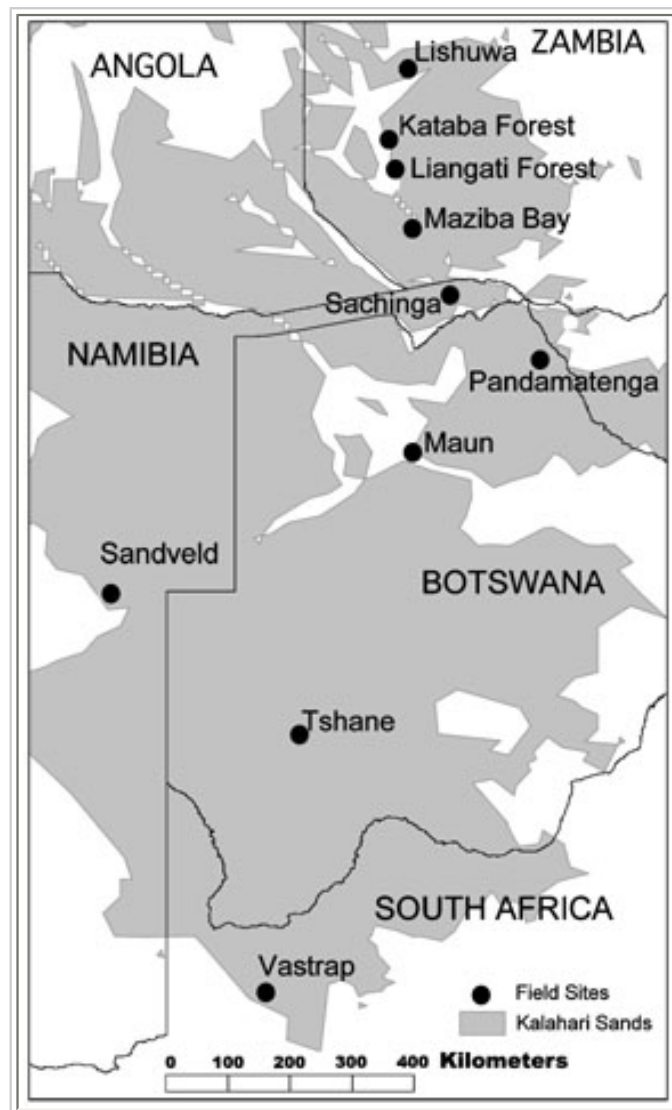 ANGOLA
ZAMBIA
Lishuwa
Kataba Forest
Liangati Forest
Maziba Bay
Sachinga
NAMIBIA
Pandamatenga
Maun
Sandveld
BOTSWANA
Tshane
SOUTH AFRICA
Vastrap
Field Sites
Kalahari Sands
0 100 200 300 400 Kilometers